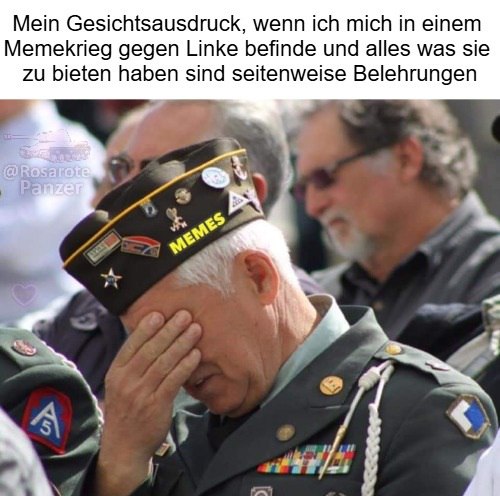 Mein Gesichtsausdruck, wenn ich mich in einem
Memekrieg gegen Linke befinde und alles was sie
zu bieten haben sind seitenweise Belehrungen
@Rosarote
Panzer
MEMES
5